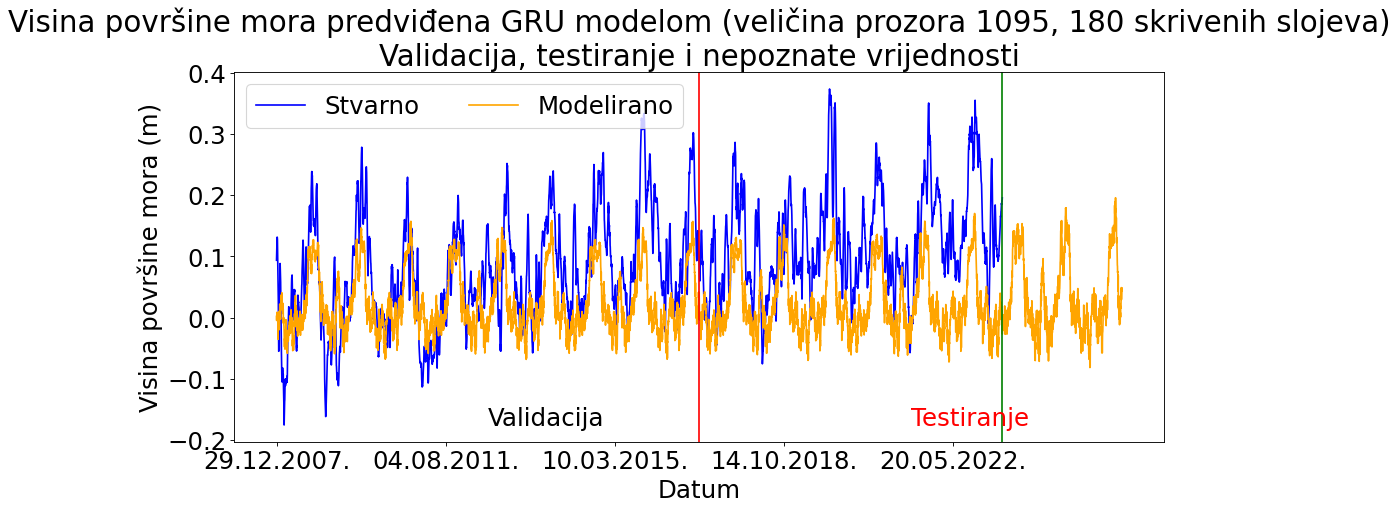 Visina površine mora predviđena GRU modelom (veličina prozora 1095, 180 skrivenih slojeva)
Validacija, testiranje i nepoznate vrijednosti
Stvarno
Modelirano
Visina površine mora (m)
0.4
0.3
0.2
0.1
0.0
−0.1
−0.2
Validacija
Testiranje
29.12.2007.
04.08.2011.
10.03.2015.
14.10.2018.
20.05.2022.
Datum